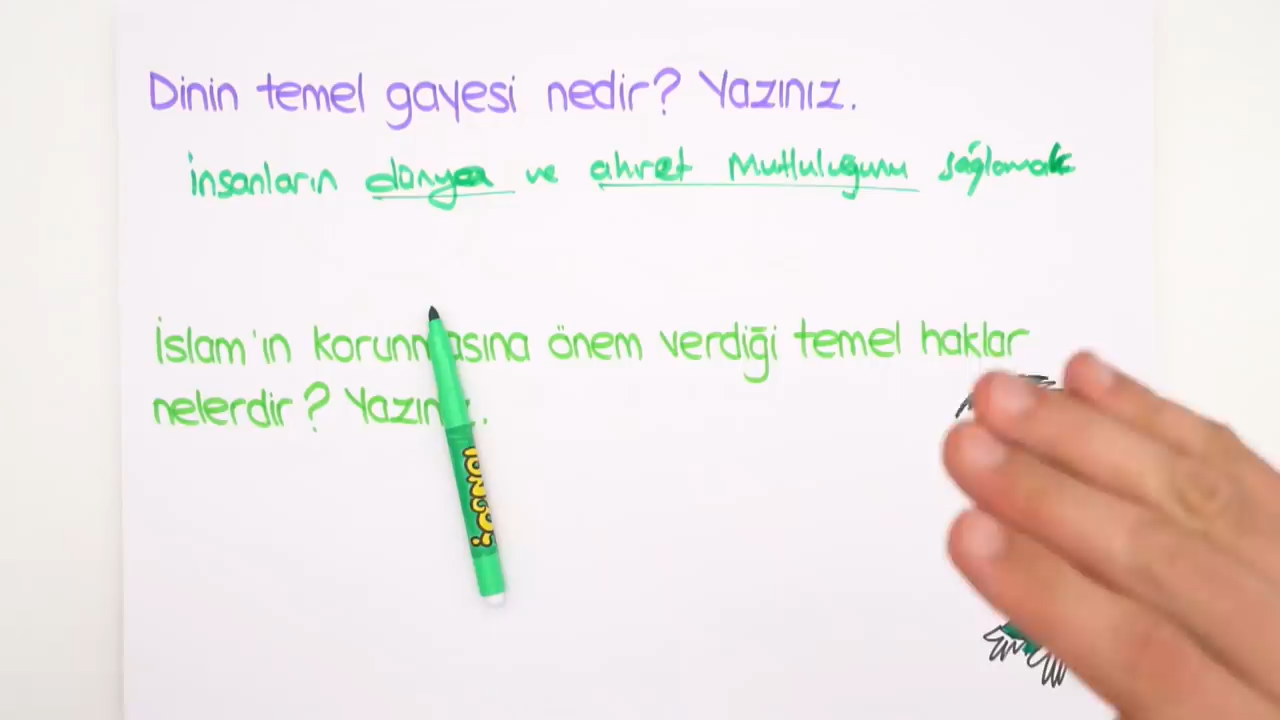 Dinin temel gayesi nedir? Yazınız.
İnsanların dünya ve ahiret Mutluluğunu sağlamak
İslam'ın korunmasına önem verdiği temel haklar
nelerdir? Yazınız.